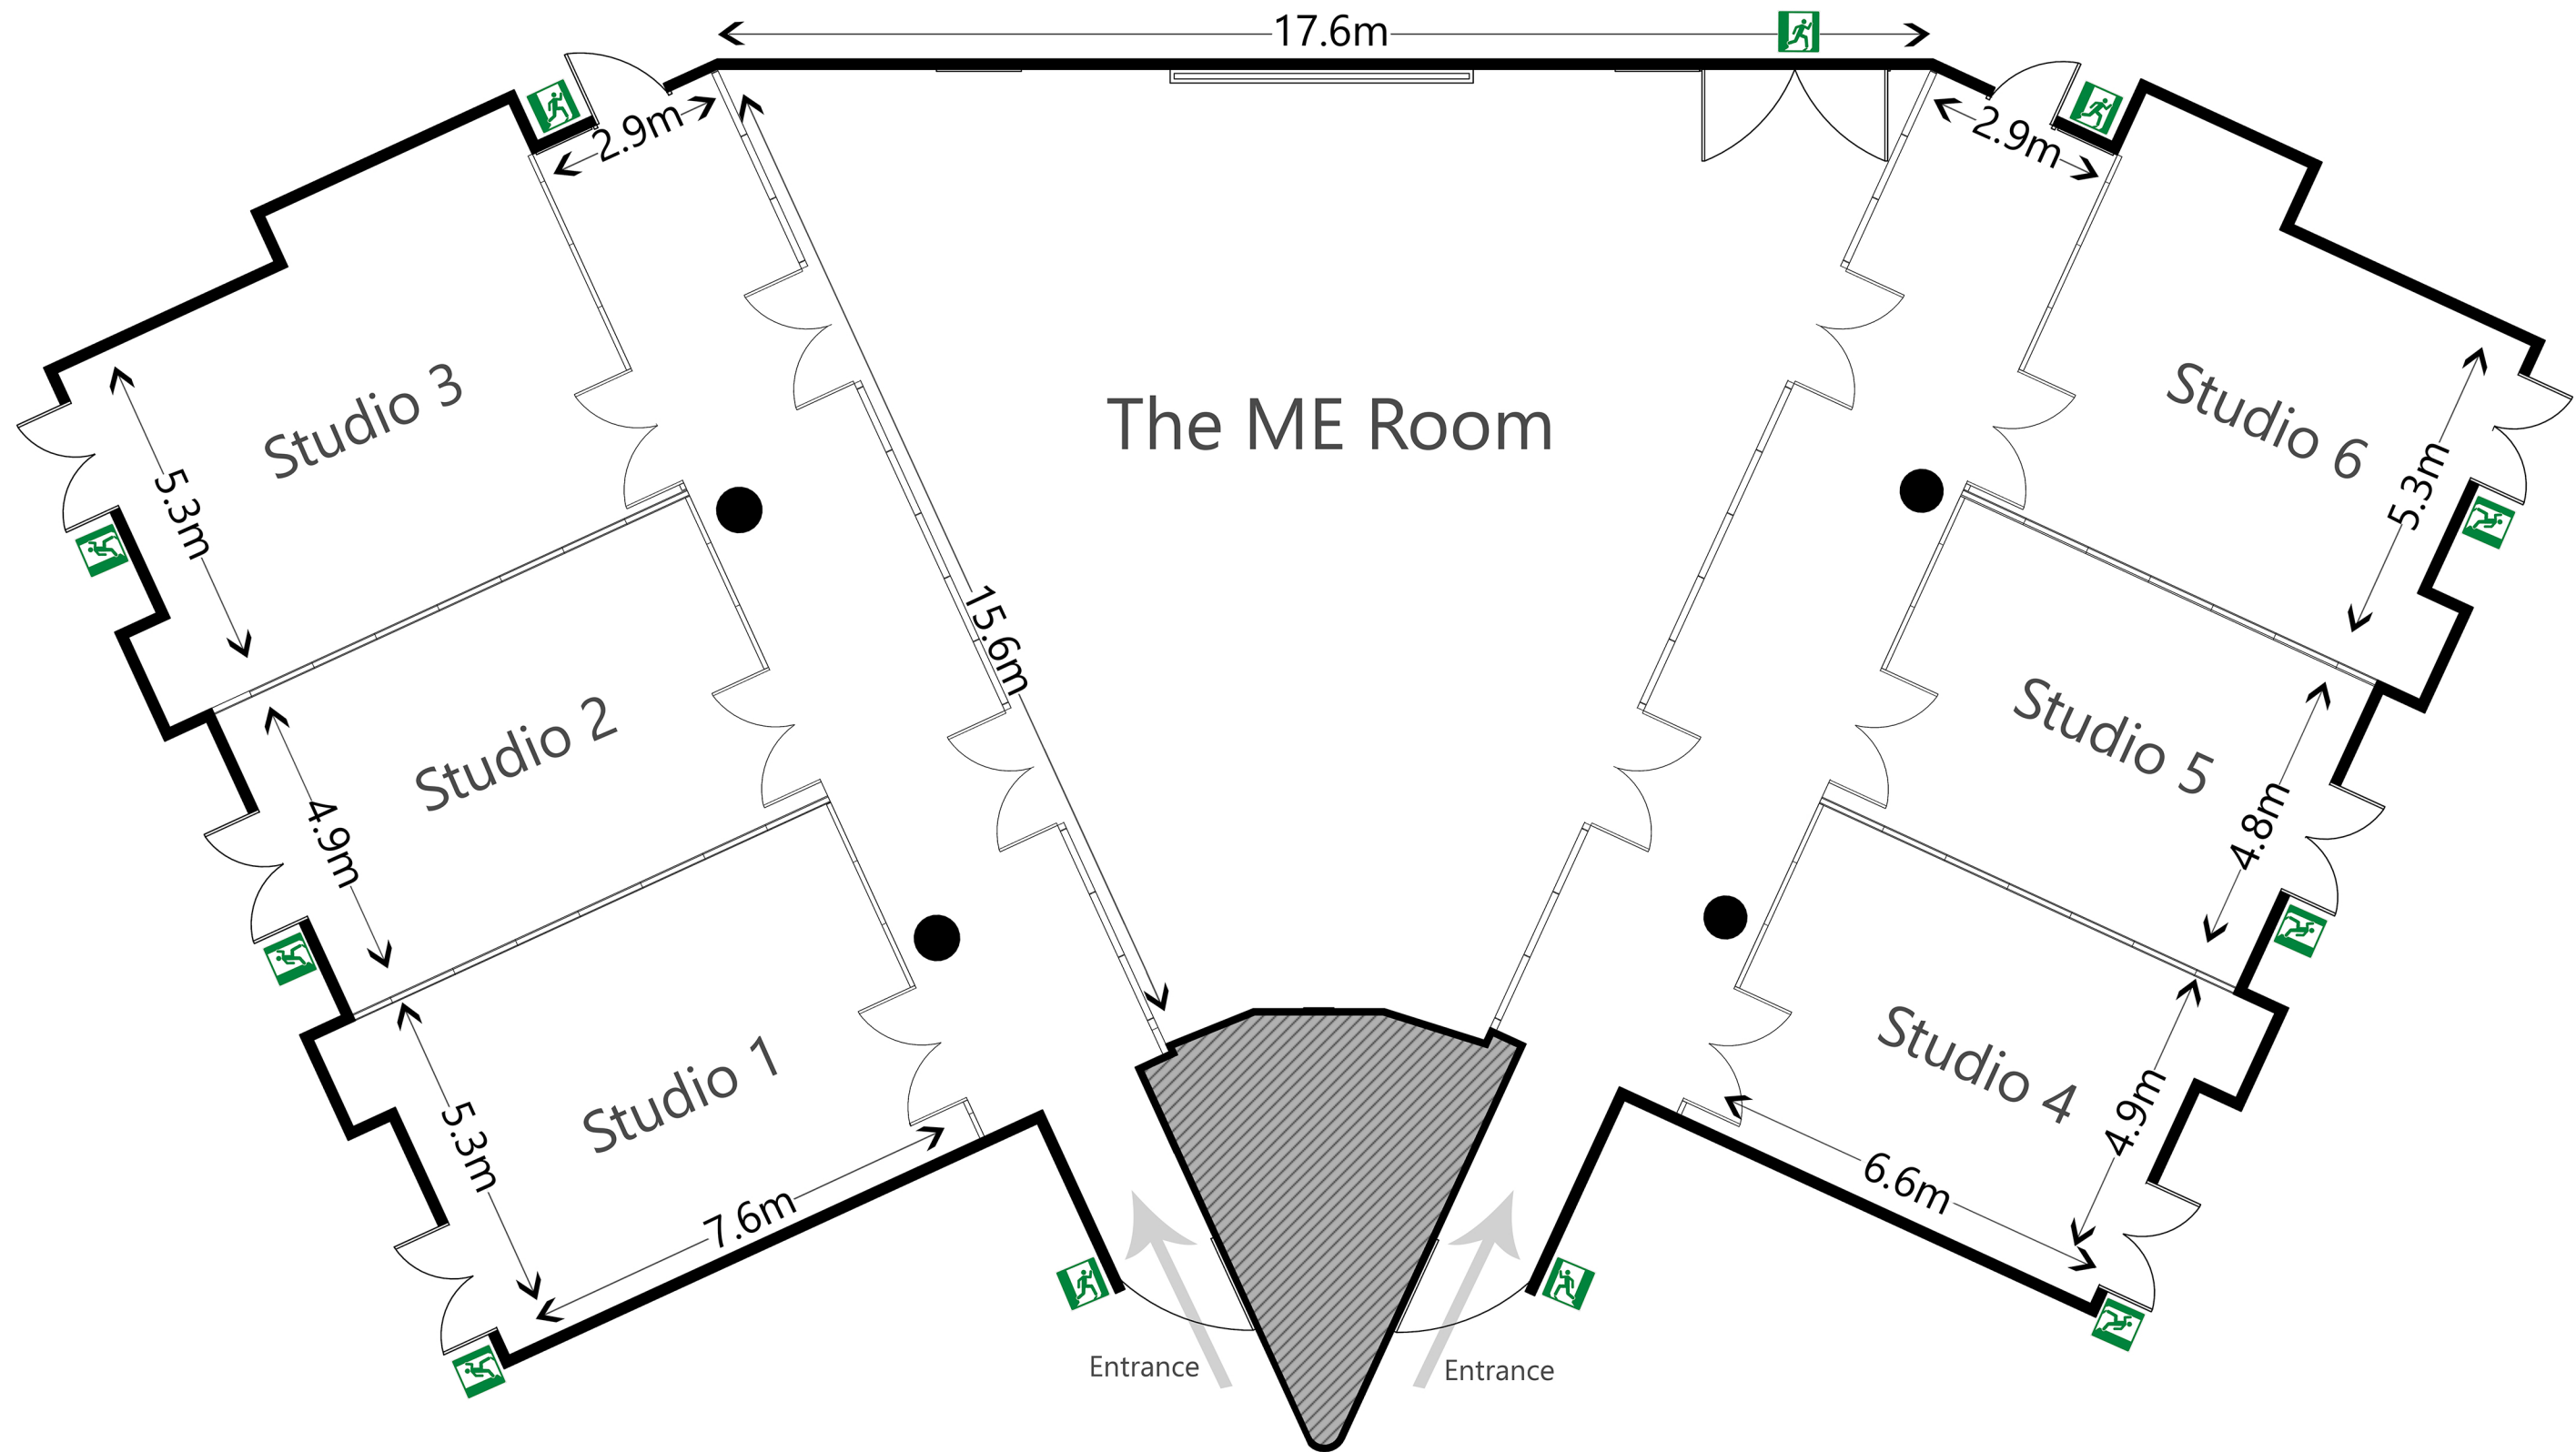 17.6m
2.9m
2.9m
Studio 3
The ME Room
Studio 6
5.3m
5.3m
15.6m
Studio 2
Studio 5
4.9m
4.8m
Studio 1
Studio 4
5.3m
4.9m
7.6m
6.6m
Entrance
Entrance